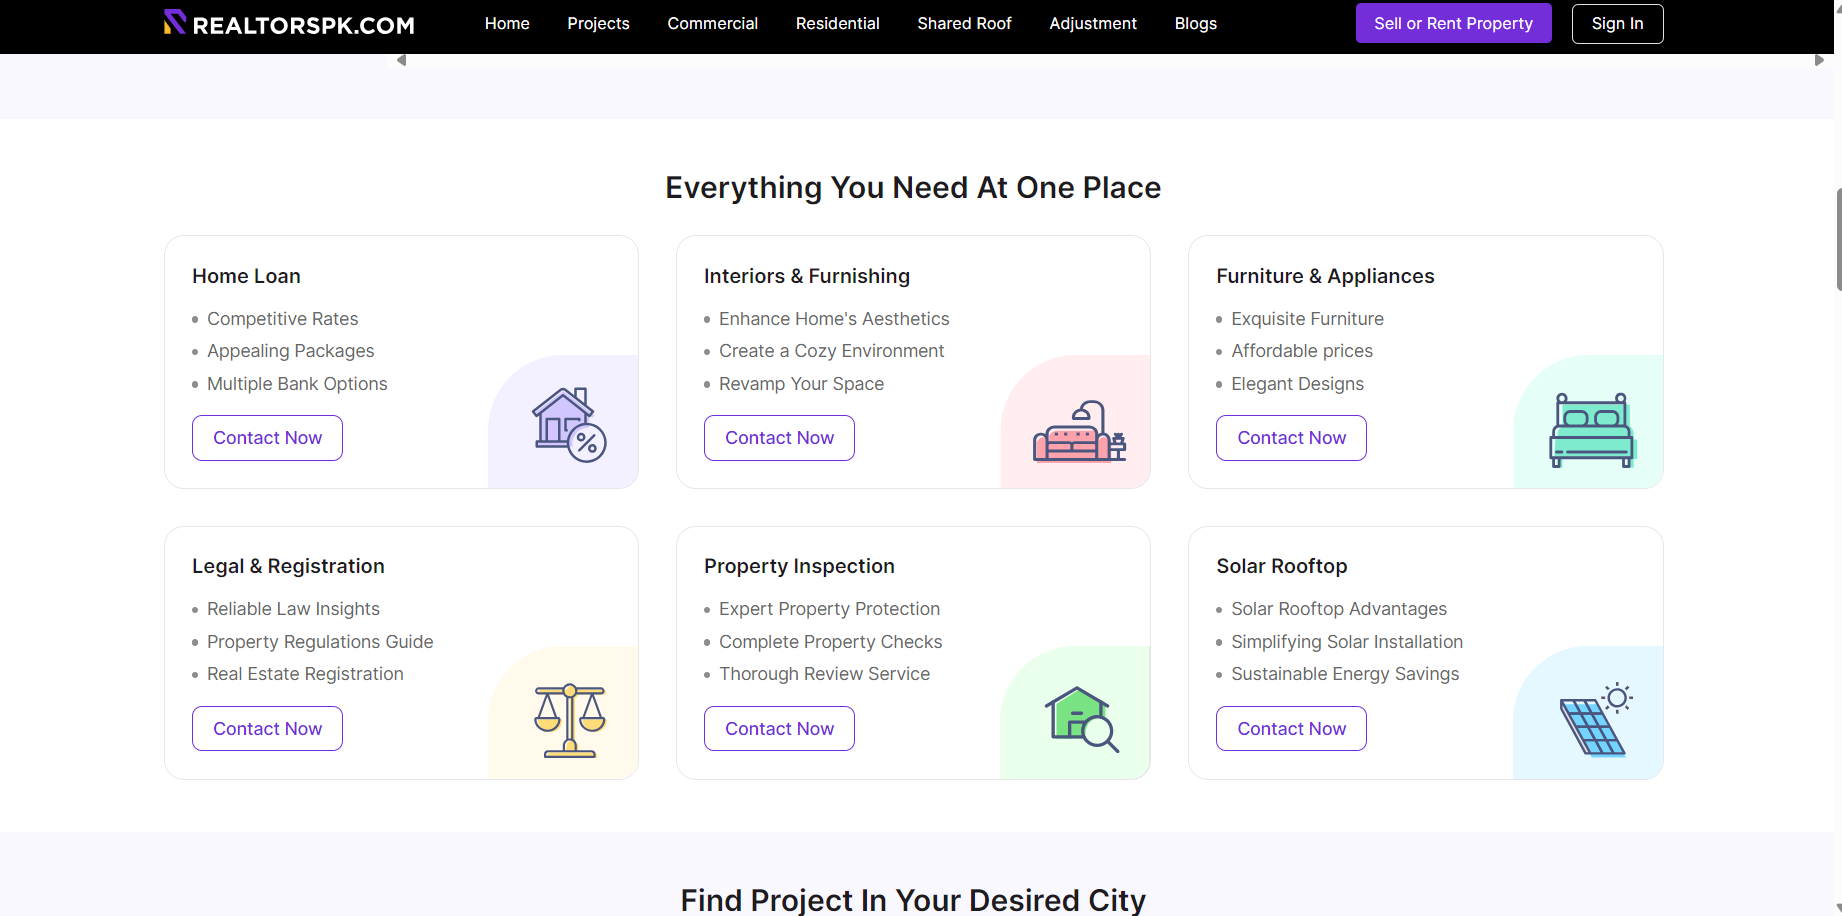 REALTORSPK.COM
Home
Projects
Commercial
Residential
Shared Roof
Adjustment
Blogs
Sell or Rent Property
Sign In
Everything You Need At One Place
Home Loan
Competitive Rates
Appealing Packages
Multiple Bank Options
Contact Now
Interiors & Furnishing
Enhance Home's Aesthetics
Create a Cozy Environment
Revamp Your Space
Contact Now
Furniture & Appliances
Exquisite Furniture
Affordable prices
Elegant Designs
Contact Now
Legal & Registration
Reliable Law Insights
Property Regulations Guide
Real Estate Registration
Contact Now
Property Inspection
Expert Property Protection
Complete Property Checks
Thorough Review Service
Contact Now
Solar Rooftop
Solar Rooftop Advantages
Simplifying Solar Installation
Sustainable Energy Savings
Contact Now
Find Project In Your Desired City